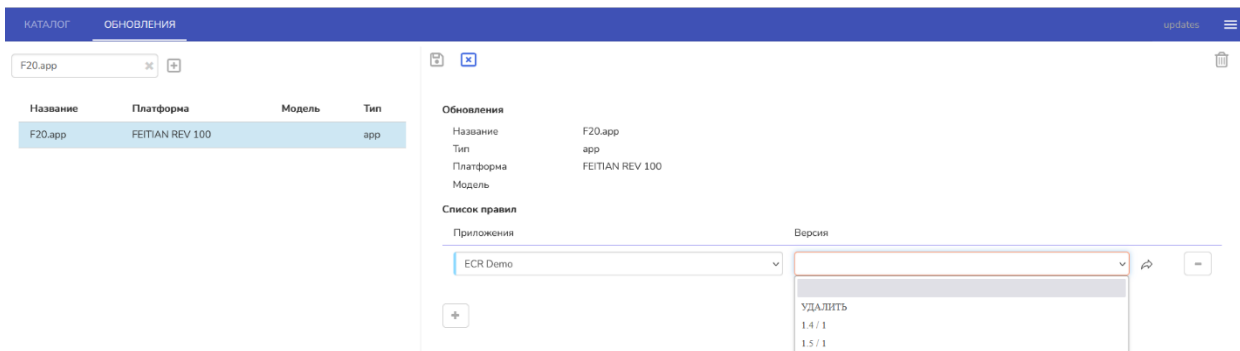 КАТАЛОГ ОБНОВЛЕНИЯ updates
F20.app
Название Платформа Модель Тип
F20.app FEITIAN REV 100 app
Обновления
Название F20.app
Тип app
Платформа FEITIAN REV 100
Модель
Список правил
Приложения Версия
ECR Demo
УДАЛИТЬ
1.4 / 1
1.5 / 1